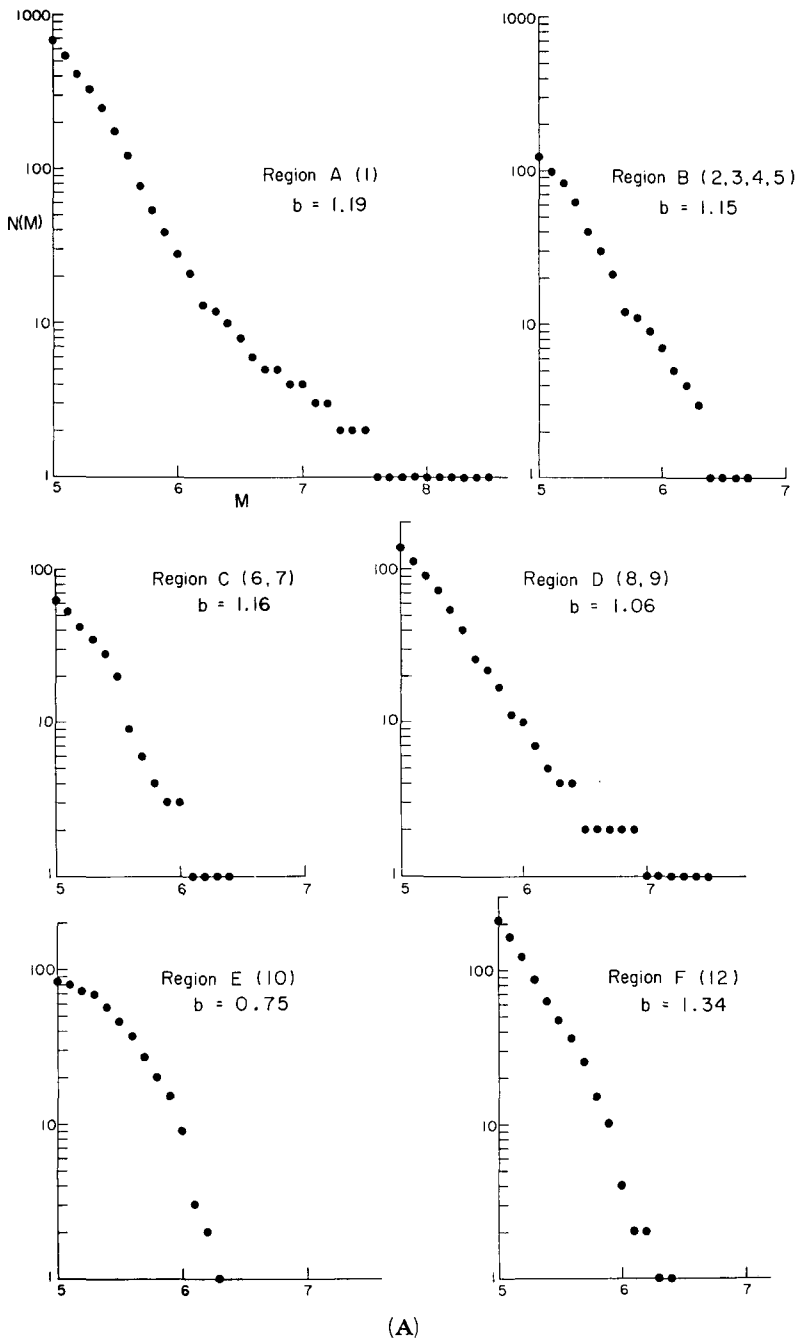 1000
100
N(M)
10
1
5 6 7 8
M
Region A (1)
b = 1.19
1000
100
10
1
5 6 7
Region B (2,3,4,5)
b = 1.15
100
10
1
5 6 7
Region C (6,7)
b = 1.16
100
10
1
5 6 7
Region D (8,9)
b = 1.06
100
10
1
5 6 7
Region E (10)
b = 0.75
100
10
1
5 6 7
Region F (12)
b = 1.34
(A)